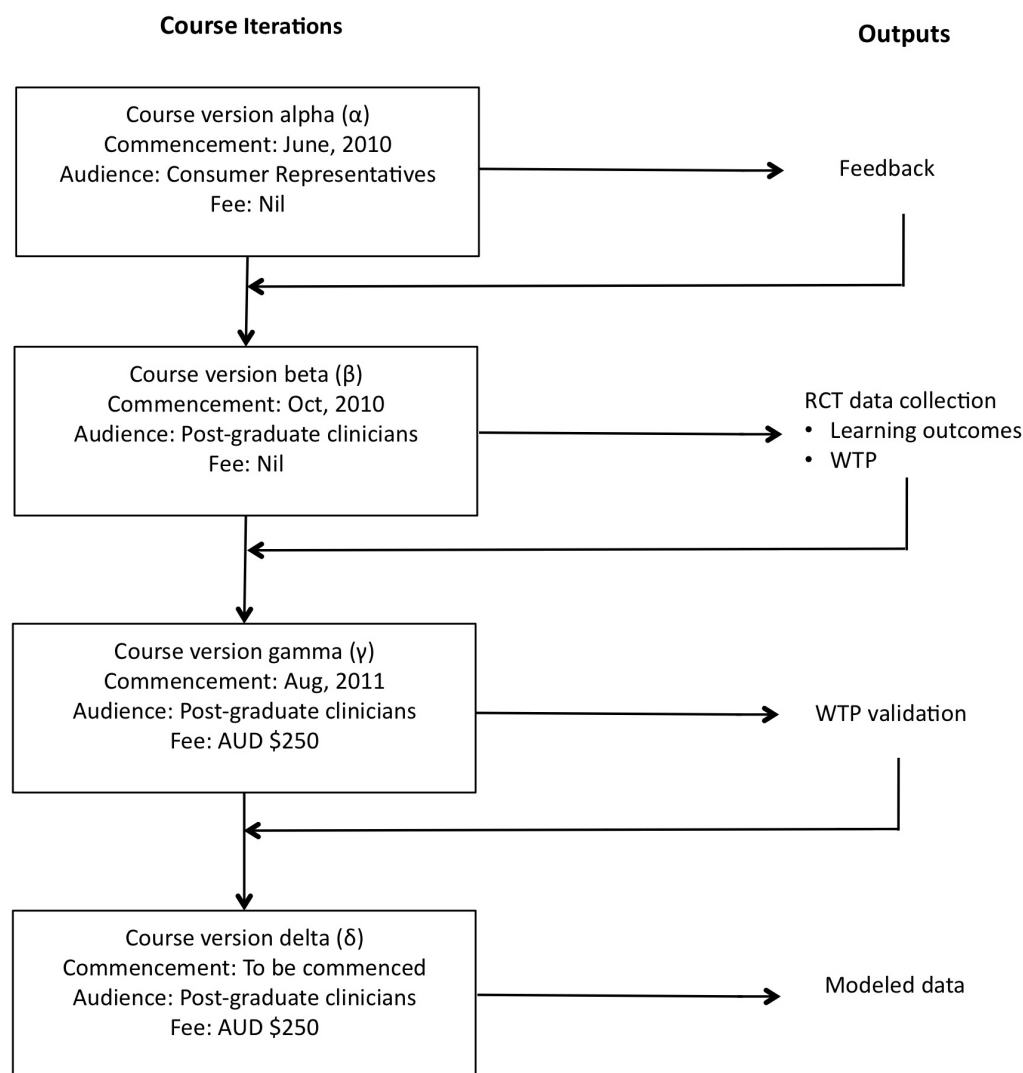 Course Iterations
Outputs
Course version alpha (α)
Commencement: June, 2010
Audience: Consumer Representatives
Fee: Nil
Feedback
Course version beta (β)
Commencement: Oct, 2010
Audience: Post-graduate clinicians
Fee: Nil
RCT data collection
• Learning outcomes
• WTP
Course version gamma (γ)
Commencement: Aug, 2011
Audience: Post-graduate clinicians
Fee: AUD $250
WTP validation
Course version delta (δ)
Commencement: To be commenced
Audience: Post-graduate clinicians
Fee: AUD $250
Modeled data